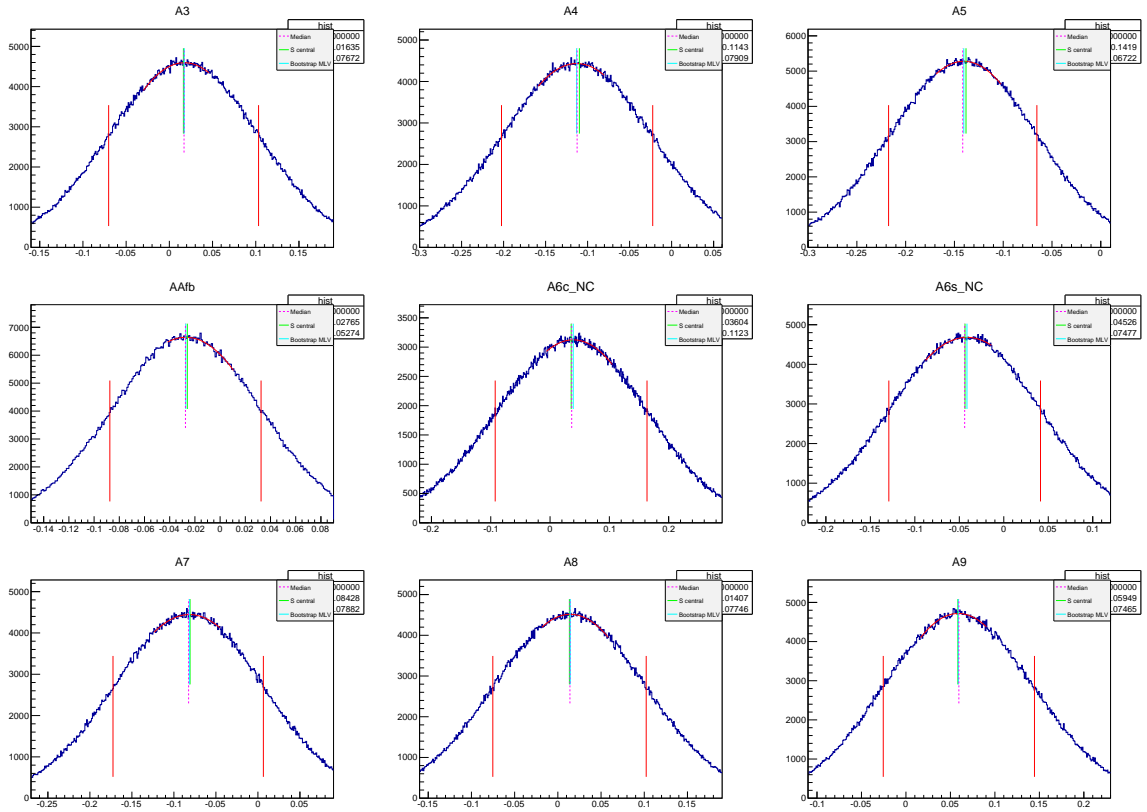 A3
hist
000000
.01635
.07672
Median
S central
Bootstrap MLV
5000
4000
3000
2000
1000
0
-0.15 -0.1 -0.05 0 0.05 0.1 0.15
A4
hist
000000
0.1143
.07909
Median
S central
Bootstrap MLV
5000
4000
3000
2000
1000
0
-0.3 -0.25 -0.2 -0.15 -0.1 -0.05 0 0.05
A5
hist
000000
0.1419
.06722
Median
S central
Bootstrap MLV
6000
5000
4000
3000
2000
1000
0
-0.3 -0.25 -0.2 -0.15 -0.1 -0.05 0
AAfb
hist
000000
.02765
.05274
Median
S central
Bootstrap MLV
7000
6000
5000
4000
3000
2000
1000
0
-0.14 -0.12 -0.1 -0.08 -0.06 -0.04 -0.02 0 0.02 0.04 0.06 0.08
A6c_NC
hist
000000
.03604
0.1123
Median
S central
Bootstrap MLV
3500
3000
2500
2000
1500
1000
500
0
-0.2 -0.1 0 0.1 0.2
A6s_NC
hist
000000
.04526
.07477
Median
S central
Bootstrap MLV
5000
4000
3000
2000
1000
0
-0.2 -0.15 -0.1 -0.05 0 0.05 0.1
A7
hist
000000
.08428
.07882
Median
S central
Bootstrap MLV
5000
4000
3000
2000
1000
0
-0.25 -0.2 -0.15 -0.1 -0.05 0 0.05
A8
hist
000000
.01407
.07746
Median
S central
Bootstrap MLV
5000
4000
3000
2000
1000
0
-0.15 -0.1 -0.05 0 0.05 0.1 0.15
A9
hist
000000
.05949
.07465
Median
S central
Bootstrap MLV
5000
4000
3000
2000
1000
0
-0.1 -0.05 0 0.05 0.1 0.15 0.2